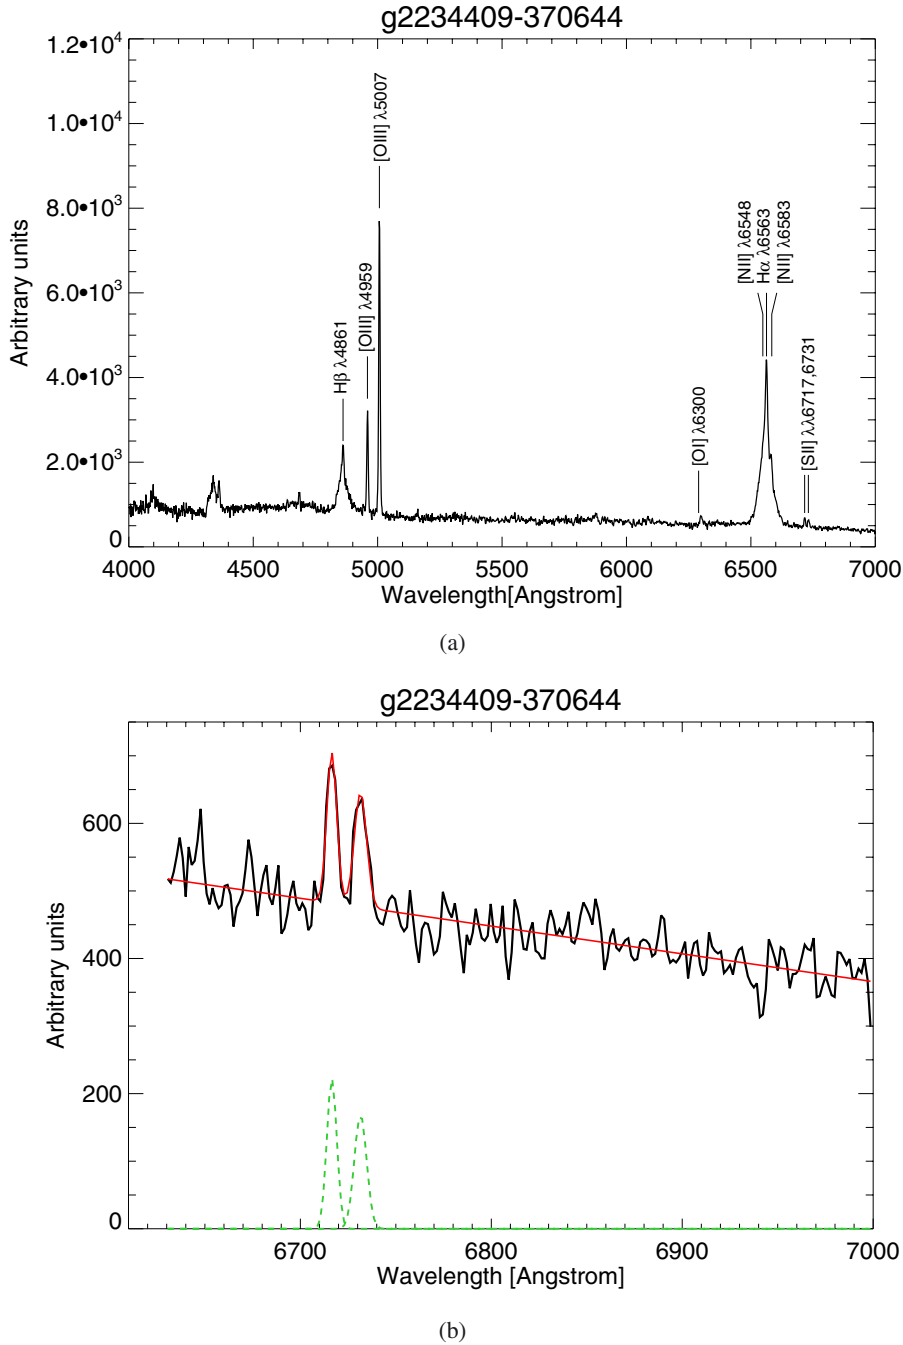 g2234409-370644
1.2•10⁴
1.0•10⁴
8.0•10³
6.0•10³
4.0•10³
2.0•10³
0
Arbitrary units
Hβ λ4861
[OIII] λ4959
[OIII] λ5007
[OI] λ6300
[NII] λ6548
Hα λ6563
[NII] λ6583
[SII] λλ6717,6731
4000 4500 5000 5500 6000 6500 7000
Wavelength[Angstrom]
(a)
g2234409-370644
600
400
200
0
Arbitrary units
6700 6800 6900 7000
Wavelength [Angstrom]
(b)